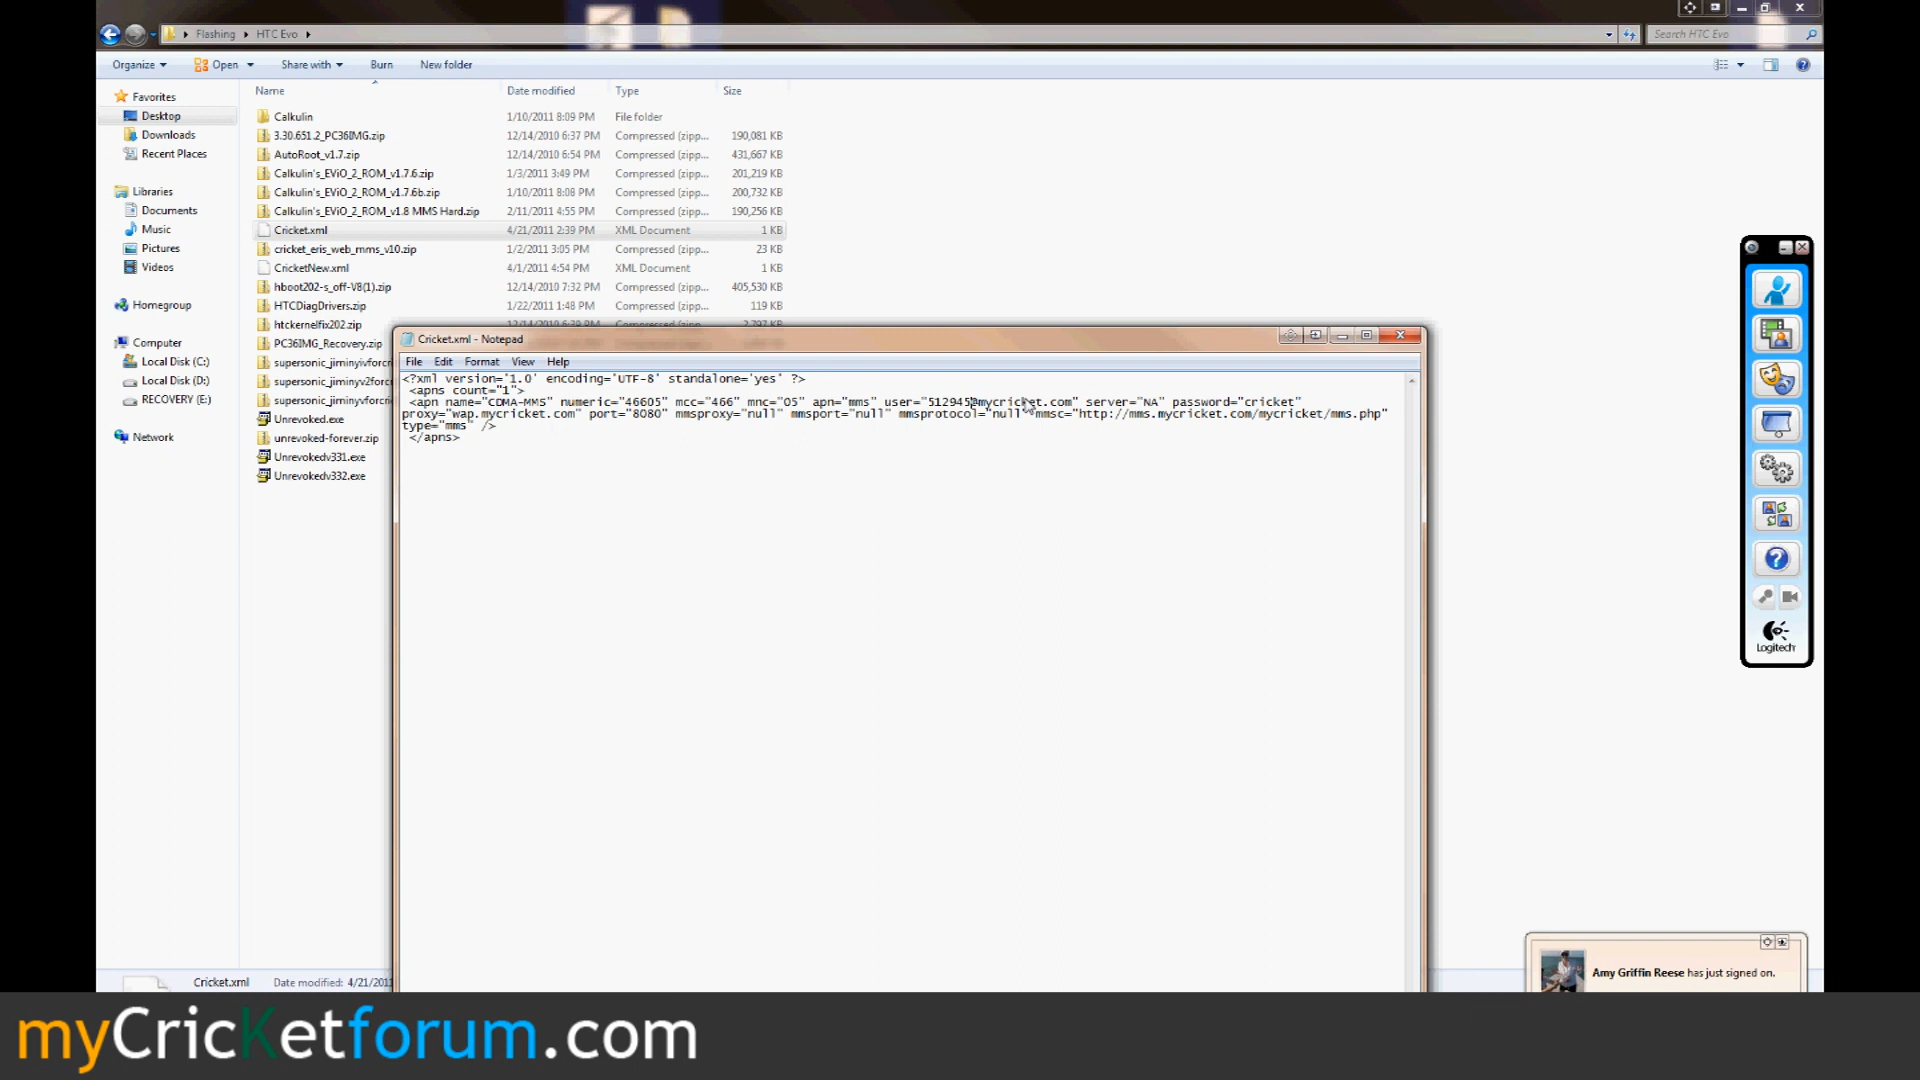 Flashing HTC Evo
Search HTC Evo
Organize Open Share with Burn New folder
Name Date modified Type Size
Favorites
Desktop
Downloads
Recent Places
Libraries
Documents
Music
Pictures
Videos
Homegroup
Computer
Local Disk (C:)
Local Disk (D:)
RECOVERY (E:)
Network
Calkulin 1/10/2011 8:09 PM File folder
3.30.651.2_PC36IMG.zip 12/14/2010 6:37 PM Compressed (zipp... 190,081 KB
AutoRoot_v1.7.zip 12/14/2010 6:54 PM Compressed (zipp... 431,667 KB
Calkulin's_EViO_2_ROM_v1.7.6.zip 1/3/2011 3:49 PM Compressed (zipp... 201,219 KB
Calkulin's_EViO_2_ROM_v1.7.6b.zip 1/10/2011 8:08 PM Compressed (zipp... 200,732 KB
Calkulin's_EViO_2_ROM_v1.8 MMS Hard.zip 2/11/2011 4:55 PM Compressed (zipp... 190,256 KB
Cricket.xml 4/21/2011 2:39 PM XML Document 1 KB
cricket_eris_web_mms_v10.zip 1/2/2011 3:05 PM Compressed (zipp... 23 KB
CricketNew.xml 4/1/2011 4:54 PM XML Document 1 KB
hboot202-s_off-V8(1).zip 12/14/2010 7:32 PM Compressed (zipp... 405,530 KB
HTCDiagDrivers.zip 1/22/2011 1:48 PM Compressed (zipp... 119 KB
htckernelfix202.zip 12/14/2010 6:39 PM Compressed (zipp... 2,797 KB
PC36IMG_Recovery.zip
supersonic_jiminyivforcr
supersonic_jiminyv2forcr
supersonic_jiminyvforcri
Unrevoked.exe
unrevoked-forever.zip
Unrevokedv331.exe
Unrevokedv332.exe
Cricket.xml - Notepad
File Edit Format View Help
<?xml version='1.0' encoding='UTF-8' standalone='yes' ?>
<apns count="1">
<apn name="CDMA-MMS" numeric="46605" mcc="466" mnc="05" apn="mms" user="512945@mycricket.com" server="NA" password="cricket"
proxy="wap.mycricket.com" port="8080" mmsproxy="null" mmsport="null" mmsprotocol="null" mmsc="http://mms.mycricket.com/mycricket/mms.php"
type="mms" />
</apns>
Logitech
Amy Griffin Reese has just signed on.
Cricket.xml Date modified: 4/21/2011
myCricKetforum.com